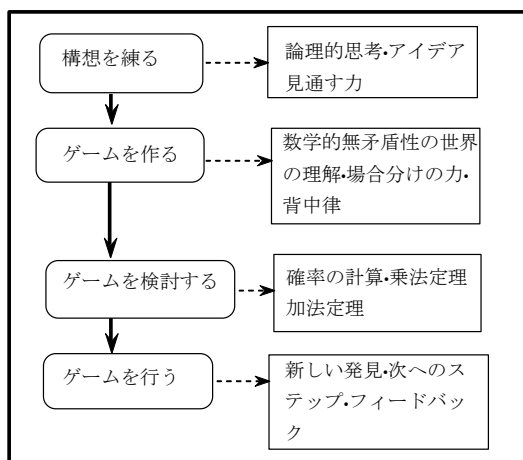 構想を練る
論理的思考・アイデア
見通す力
ゲームを作る
数学的無矛盾性の世界
の理解・場合分けの力・
背中律
ゲームを検討する
確率の計算・乗法定理
加法定理
ゲームを行う
新しい発見・次へのス
テップ・フィードバッ
ク